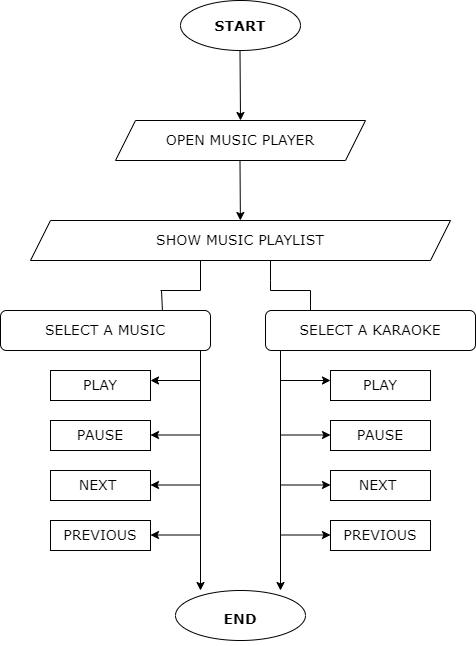 START
OPEN MUSIC PLAYER
SHOW MUSIC PLAYLIST
SELECT A MUSIC
SELECT A KARAOKE
PLAY
PLAY
PAUSE
PAUSE
NEXT
NEXT
PREVIOUS
PREVIOUS
END